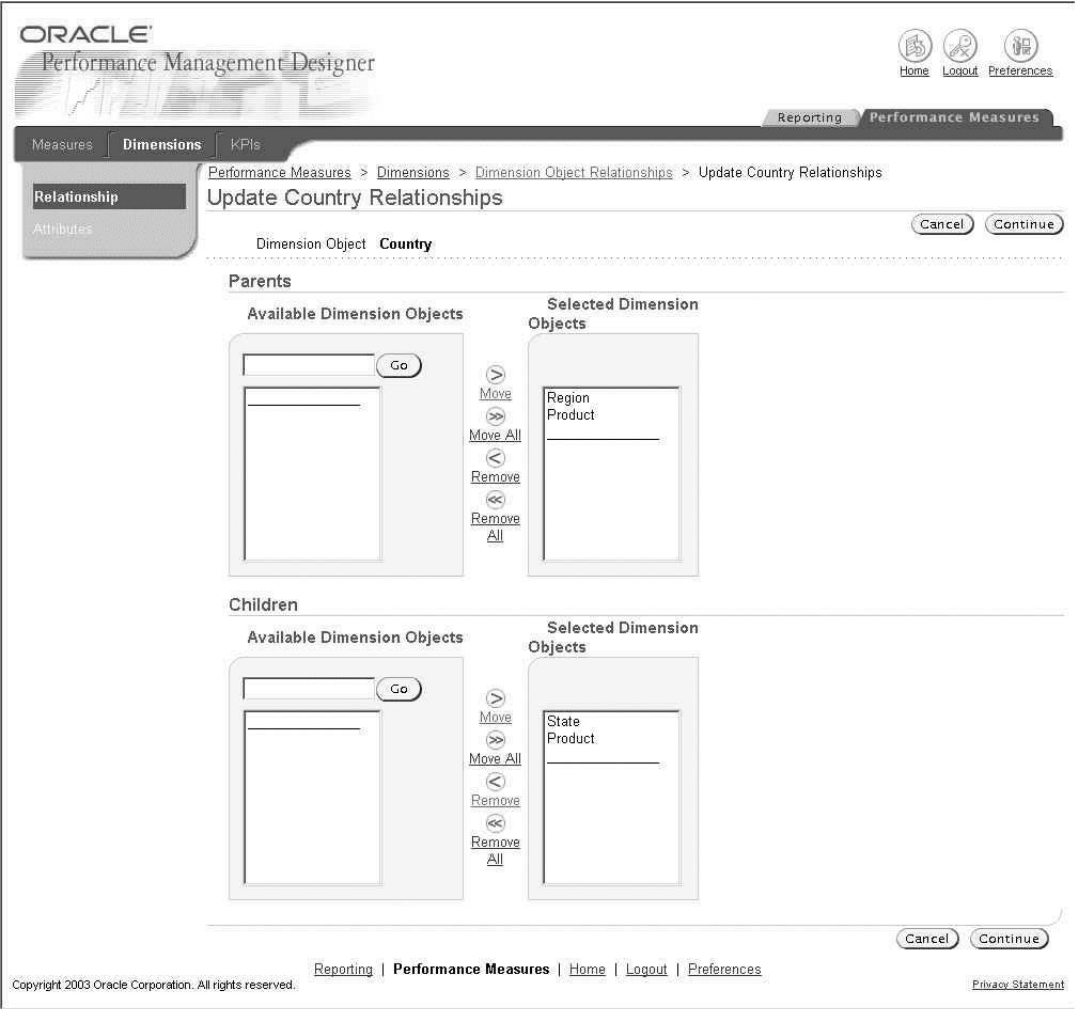 ORACLE
Performance Management Designer
Home Logout Preferences
Reporting Performance Measures
Measures Dimensions KPIs
Performance Measures > Dimensions > Dimension Object Relationships > Update Country Relationships
Relationship
Update Country Relationships
Attributes
Cancel Continue
Dimension Object Country
Parents
Available Dimension Objects
Selected Dimension
Objects
Go
Move
Move All
Remove
Remove
All
Region
Product
Children
Available Dimension Objects
Selected Dimension
Objects
Go
Move
Move All
Remove
Remove
All
State
Product
Cancel Continue
Reporting | Performance Measures | Home | Logout | Preferences
Copyright 2003 Oracle Corporation. All rights reserved.
Privacy Statement